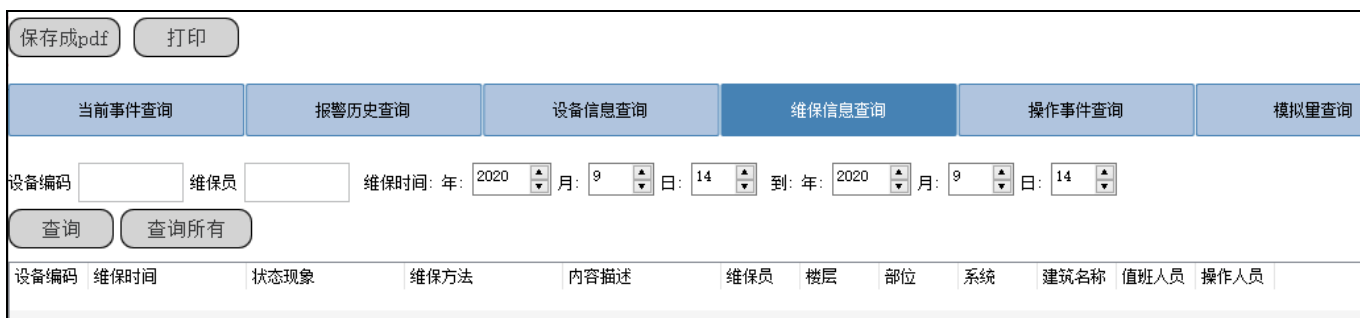 保存成pdf 打印
当前事件查询 报警历史查询 设备信息查询 维保信息查询 操作事件查询 模拟量查询
设备编码 维保员 维保时间: 年: 2020 月: 9 日: 14 到: 年: 2020 月: 9 日: 14
查询 查询所有
设备编码 维保时间 状态现象 维保方法 内容描述 维保员 楼层 部位 系统 建筑名称 值班人员 操作人员